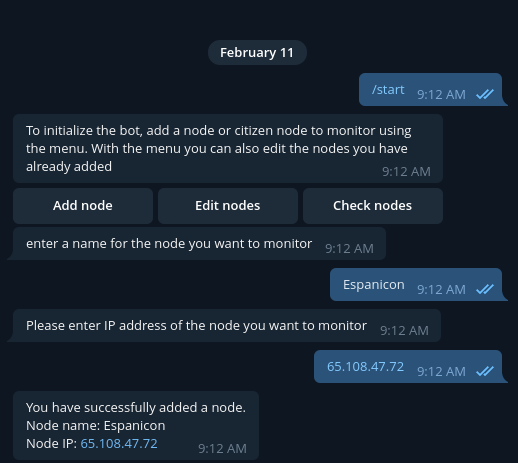 February 11
/start 9:12 AM
To initialize the bot, add a node or citizen node to monitor using
the menu. With the menu you can also edit the nodes you have
already added 9:12 AM
Add node Edit nodes Check nodes
enter a name for the node you want to monitor 9:12 AM
Espanicon 9:12 AM
Please enter IP address of the node you want to monitor 9:12 AM
65.108.47.72 9:12 AM
You have successfully added a node.
Node name: Espanicon
Node IP: 65.108.47.72 9:12 AM